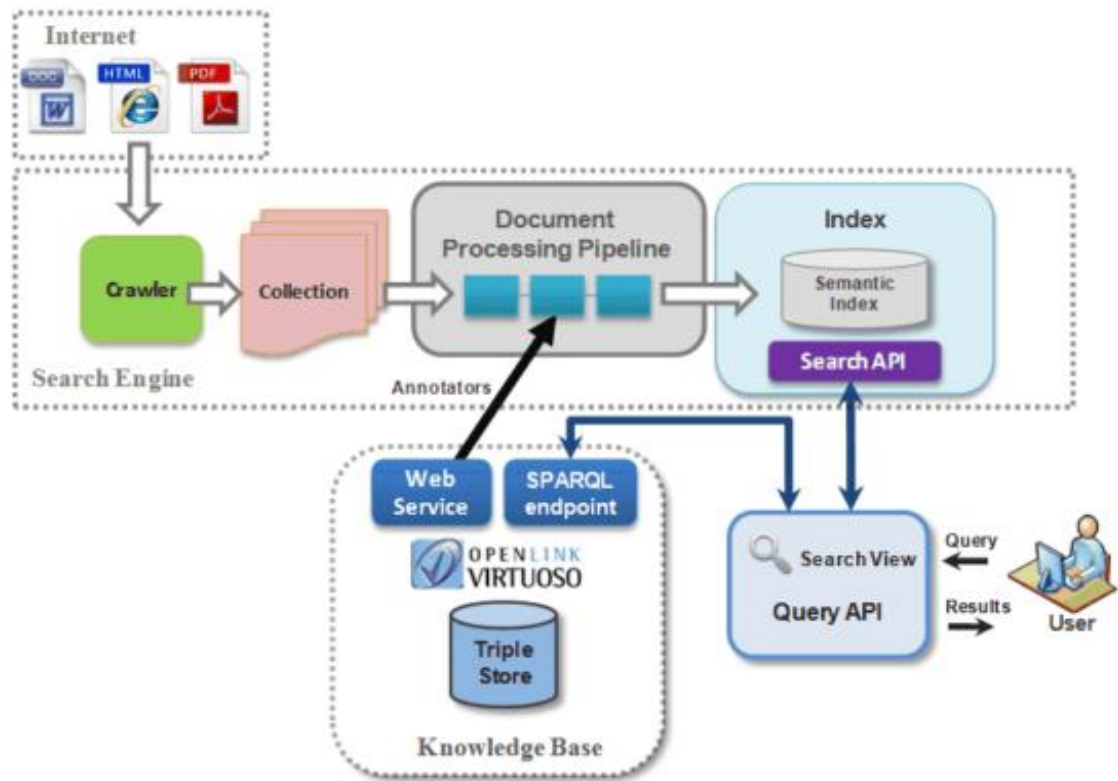 Internet
DOC
HTML
PDF
W
Document
Processing Pipeline
Index
Crawler
Collection
Semantic
Index
Search API
Search Engine
Annotators
Web
Service
SPARQL
endpoint
OPENLINK
VIRTUOSO
Search View
Query API
Query
Results
User
Triple
Store
Knowledge Base